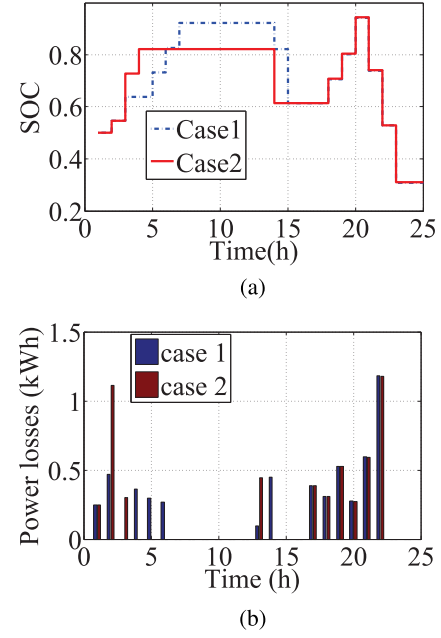 0.8
0.6
0.4
0.2
SOC
Case1
Case2
0 5 10 15 20 25
Time(h)
(a)
1.5
1
0.5
0
Power losses (kWh)
case 1
case 2
0 5 10 15 20 25
Time (h)
(b)